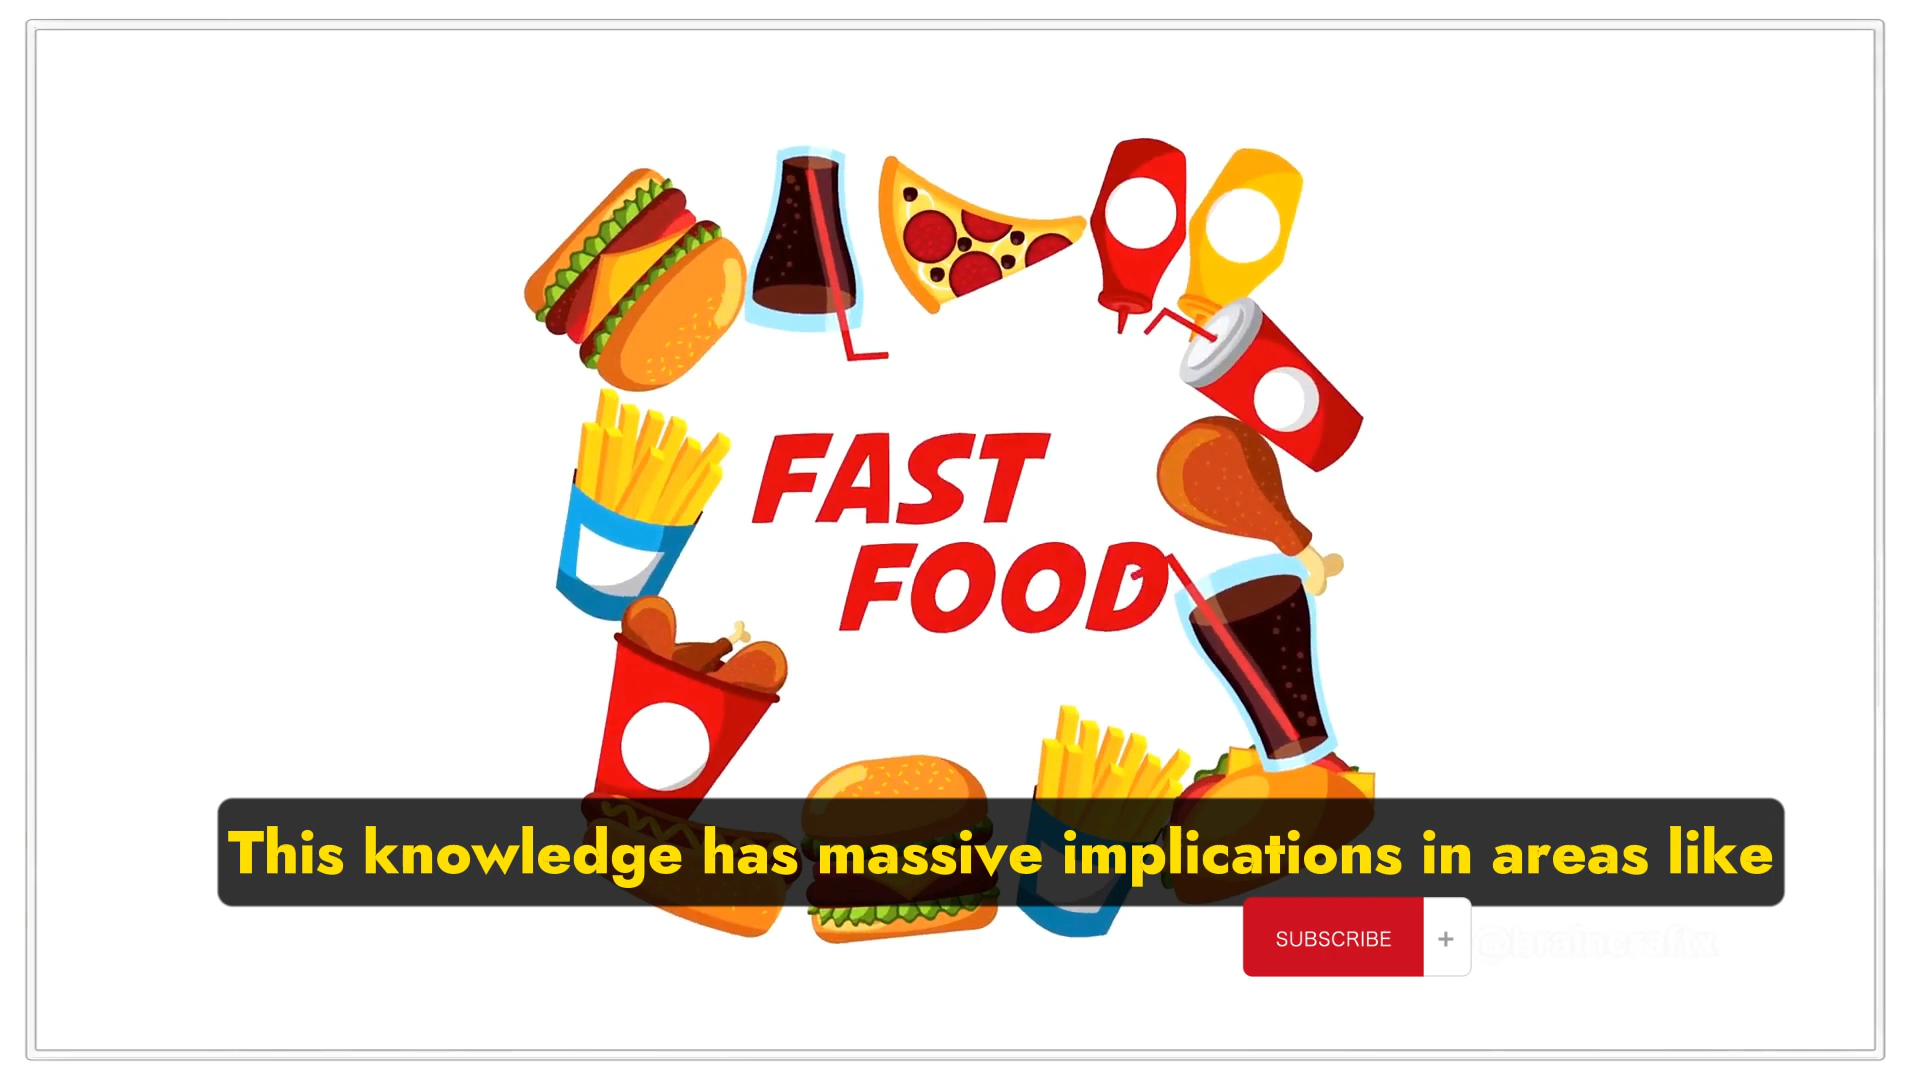 FAST
FOOD
This knowledge has massive implications in areas like
SUBSCRIBE +